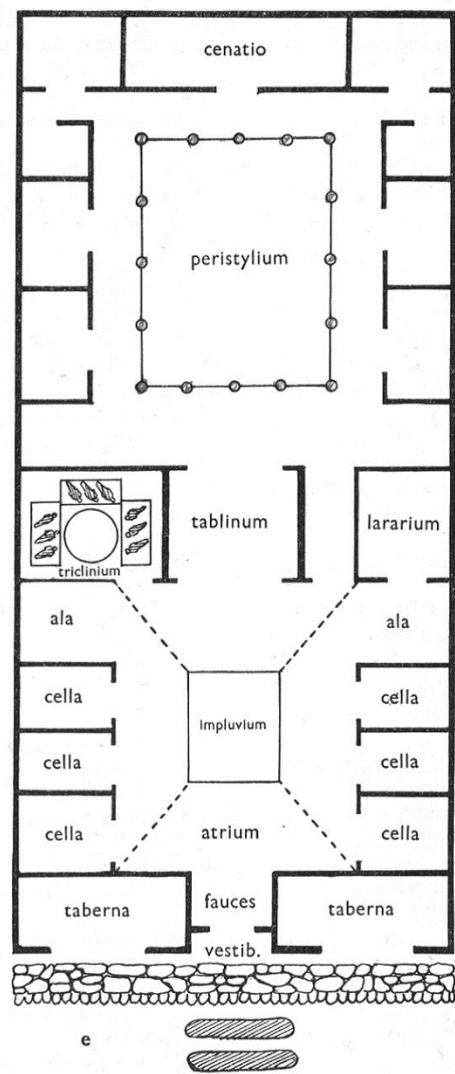 cenatio
peristylium
tablinum
lararium
triclinium
ala
ala
impluvium
cella
cella
cella
cella
atrium
cella
cella
fauces
taberna
taberna
vestib.
e